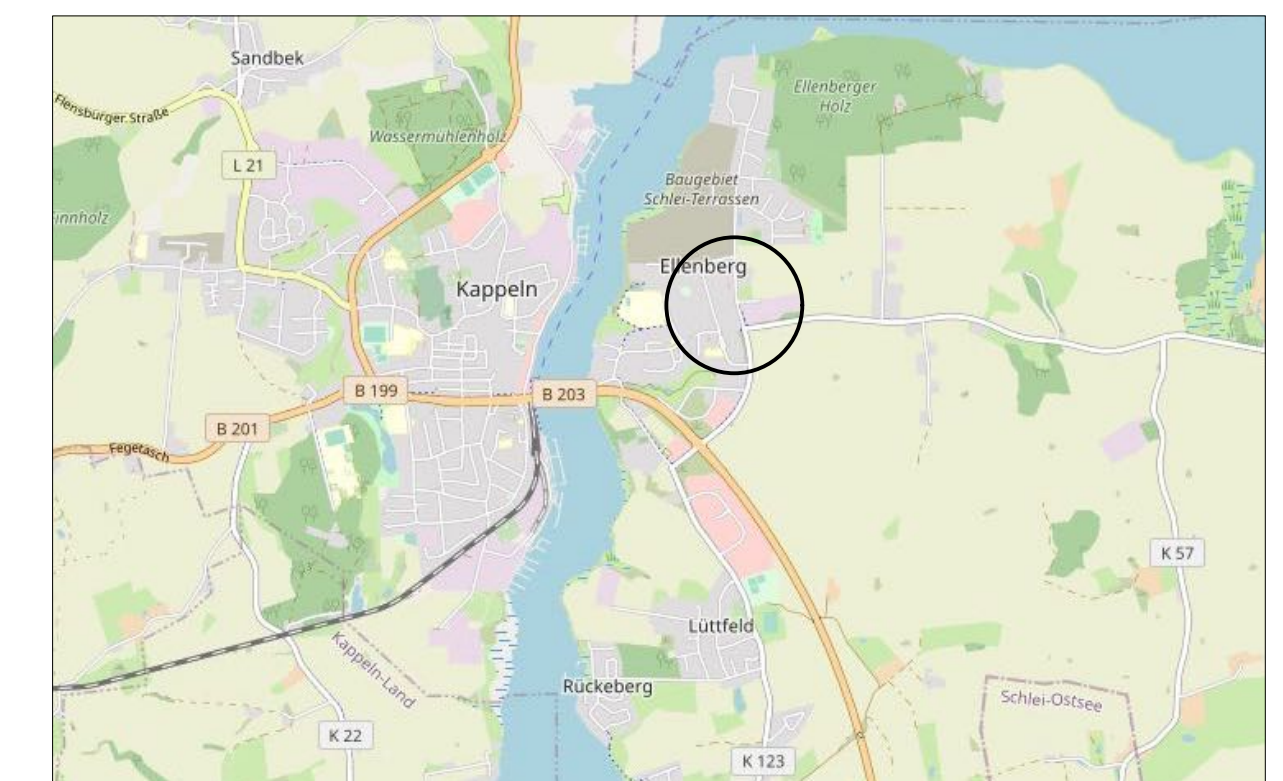 Sandbek
Ellenberger
Holz
Flensburger Straße
Wassermühlenholz
L 21
Baugebiet
Schlei-Terrassen
innholz
Ellenberg
Kappeln
B 199
B 203
B 201
Fegetasch
K 57
Lüttfeld
Kappeln-Land
Rückeberg
Schlei-Ostsee
K 22
K 123